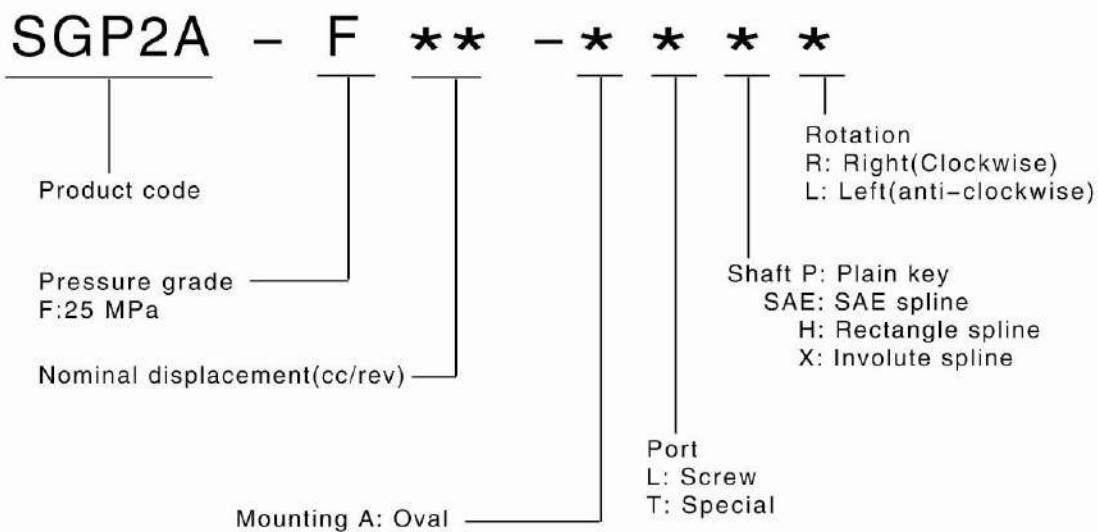 SGP2A - F ** - * * * *
Rotation
R: Right(Clockwise)
L: Left(anti-clockwise)
Product code
Pressure grade
F:25 MPa
Shaft P: Plain key
SAE: SAE spline
H: Rectangle spline
X: Involute spline
Nominal displacement(cc/rev)
Port
L: Screw
T: Special
Mounting A: Oval